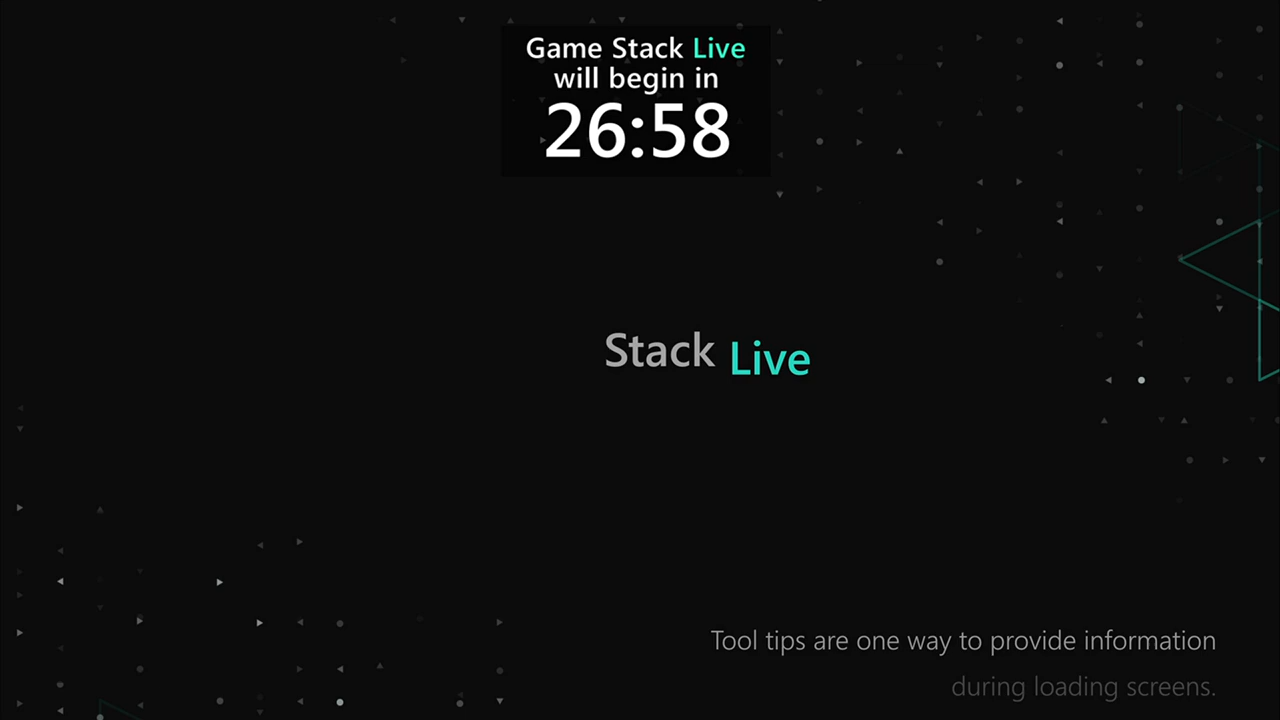 Game Stack Live
will begin in
26:58
Stack Live
Tool tips are one way to provide information
during loading screens.